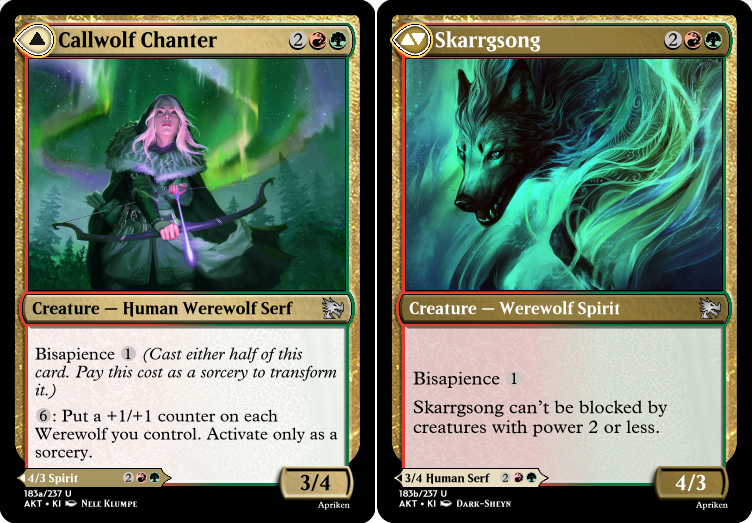 Callwolf Chanter 2
Creature — Human Werewolf Serf
Bisapience 1 (Cast either half of this
card. Pay this cost as a sorcery to transform
it.)
6: Put a +1/+1 counter on each
Werewolf you control. Activate only as a
sorcery.
4/3 Spirit 2
3/4
183a/237 U
AKT • KI NELE KLUMPE
Apriken
Skarrgsong 2
Creature — Werewolf Spirit
Bisapience 1
Skarrgsong can't be blocked by
creatures with power 2 or less.
3/4 Human Serf 2
4/3
183b/237 U
AKT • KI DARK-SHEYN
Apriken